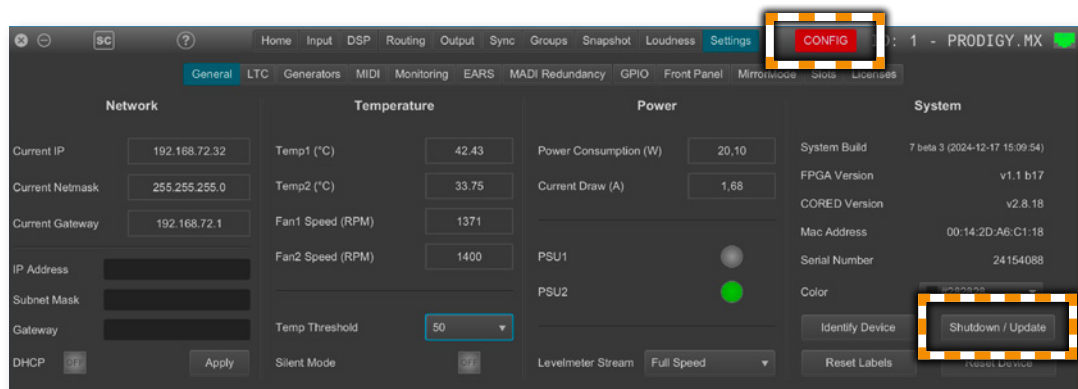 SC ? Home Input DSP Routing Output Sync Groups Snapshot Loudness Settings CONFIG : 1 - PRODIGY.MX
General LTC Generators MIDI Monitoring EARS MADI Redundancy GPIO Front Panel MirrorMode Slots Licenses
Network Temperature Power System
Current IP 192.168.72.32 Temp1 (°C) 42.43 Power Consumption (W) 20,10 System Build 7 beta 3 (2024-12-17 15:09:54)
FPGA Version v1.1 b17
Current Netmask 255.255.255.0 Temp2 (°C) 33.75 Current Draw (A) 1,68
CORED Version v2.8.18
Current Gateway 192.168.72.1 Fan1 Speed (RPM) 1371
Mac Address 00:14:2D:A6:C1:18
Fan2 Speed (RPM) 1400 PSU1 Serial Number 24154088
IP Address
PSU2 Color #282828
Subnet Mask
Gateway Temp Threshold 50 Identify Device Shutdown / Update
DHCP OFF Apply Silent Mode OFF Levelmeter Stream Full Speed Reset Labels Reset Device